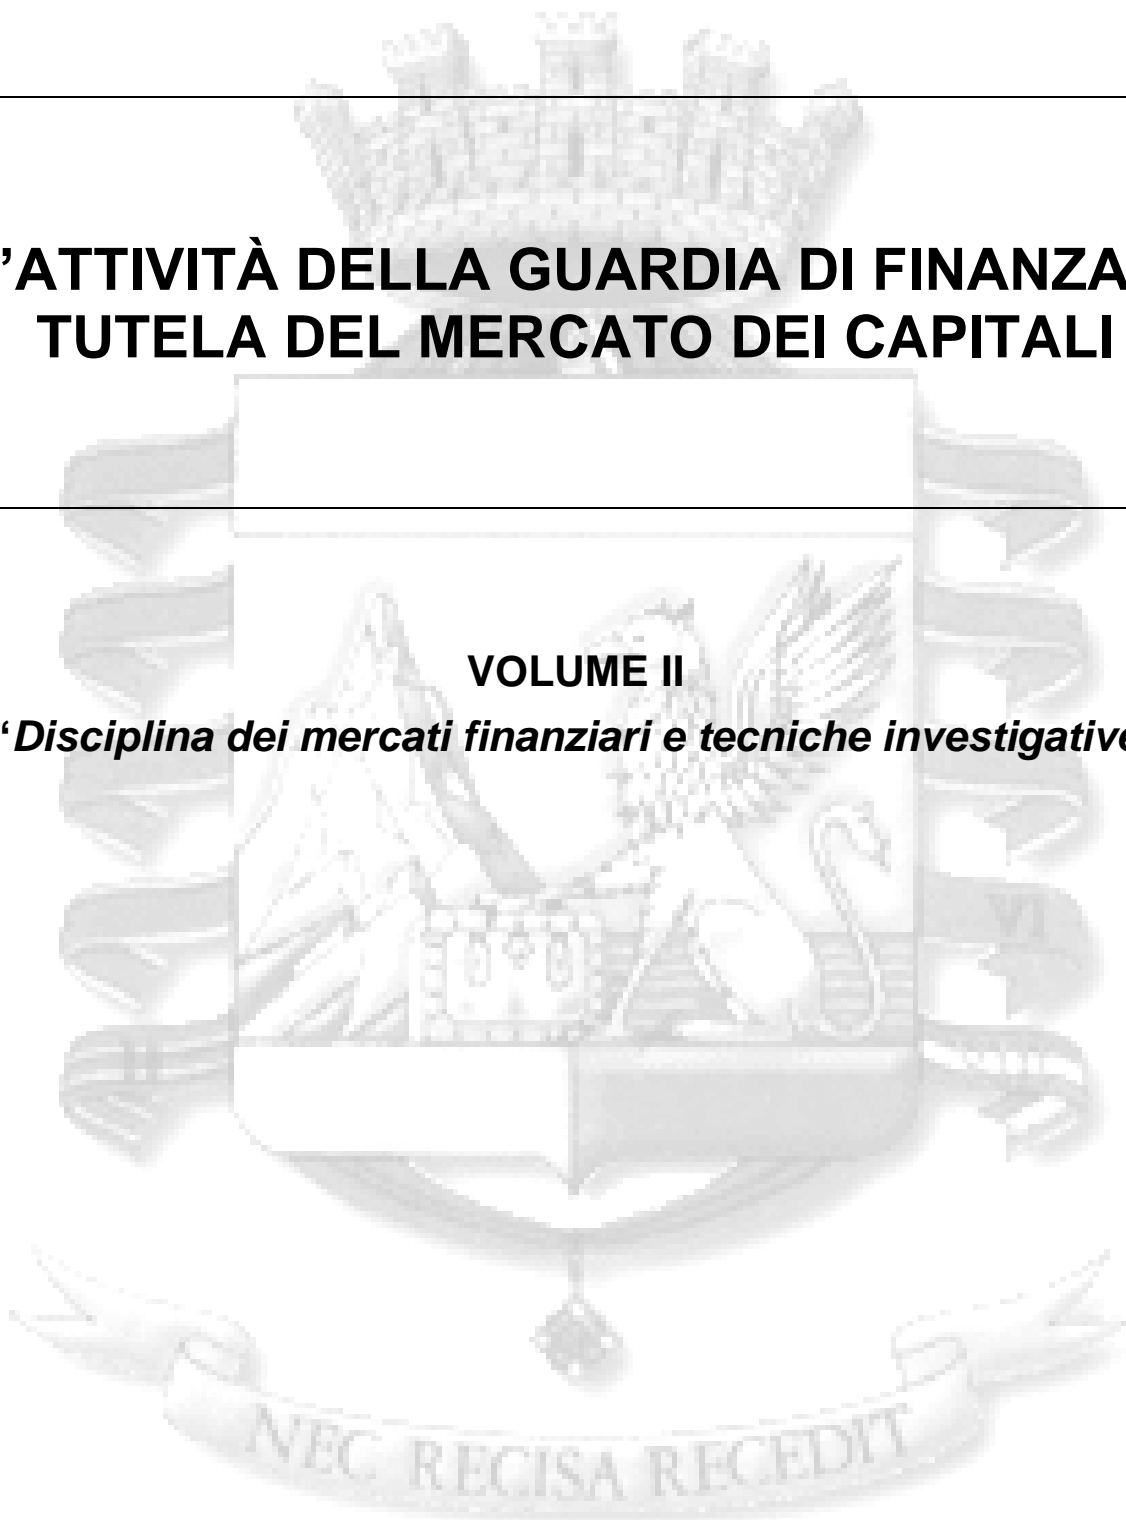 ’ATTIVITÀ DELLA GUARDIA DI FINANZA
TUTELA DEL MERCATO DEI CAPITALI
VOLUME II
‘Disciplina dei mercati finanziari e tecniche investigative
VI
NEC RECISA RECEDIT